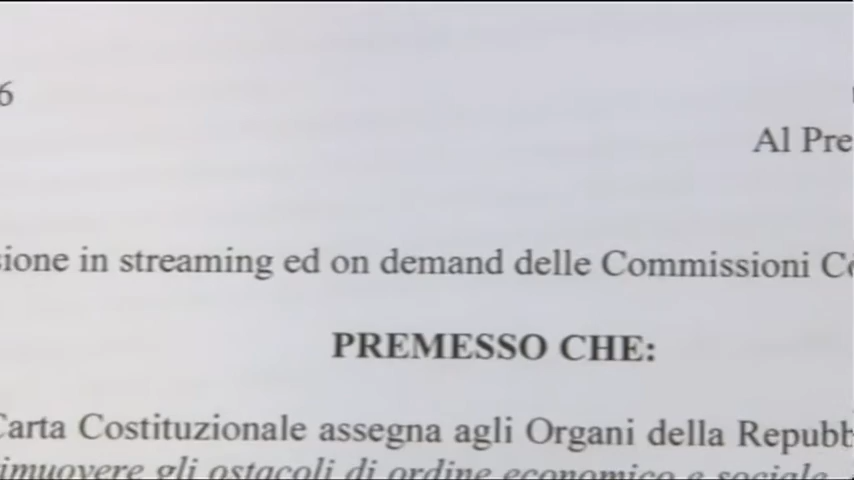 6
Al Pre
sione in streaming ed on demand delle Commissioni Co
PREMESSO CHE:
Carta Costituzionale assegna agli Organi della Repubb
imuovere gli ostacoli di ordine economico e sociale,